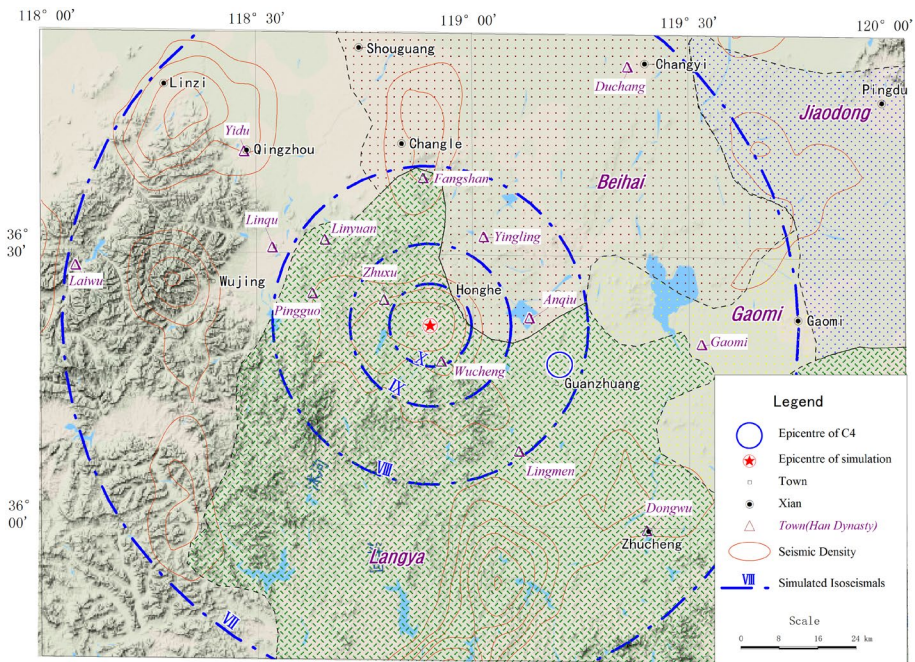 118° 00′
118° 30′
119° 00′
119° 30′
120° 00′
Shouguang
Changyi
Duchang
Linzi
Pingdu
Jiaodong
Yidu
Qingzhou
Changle
Fangshan
Beihai
Linqu
Linyuan
Yingling
36°
30′
Laiwu
Wujing
Zhuxu
Honghe
Pingguo
Anqiu
Gaomi
Gaomi
Gaomi
X
Wucheng
IX
Guanzhuang
VIII
Lingmen
36°
00′
Dongwu
Zhucheng
Langya
VII
Legend
Epicentre of C4
Epicentre of simulation
Town
Xian
Town(Han Dynasty)
Seismic Density
VIII Simulated Isoseismals
Scale
0 8 16 24 km